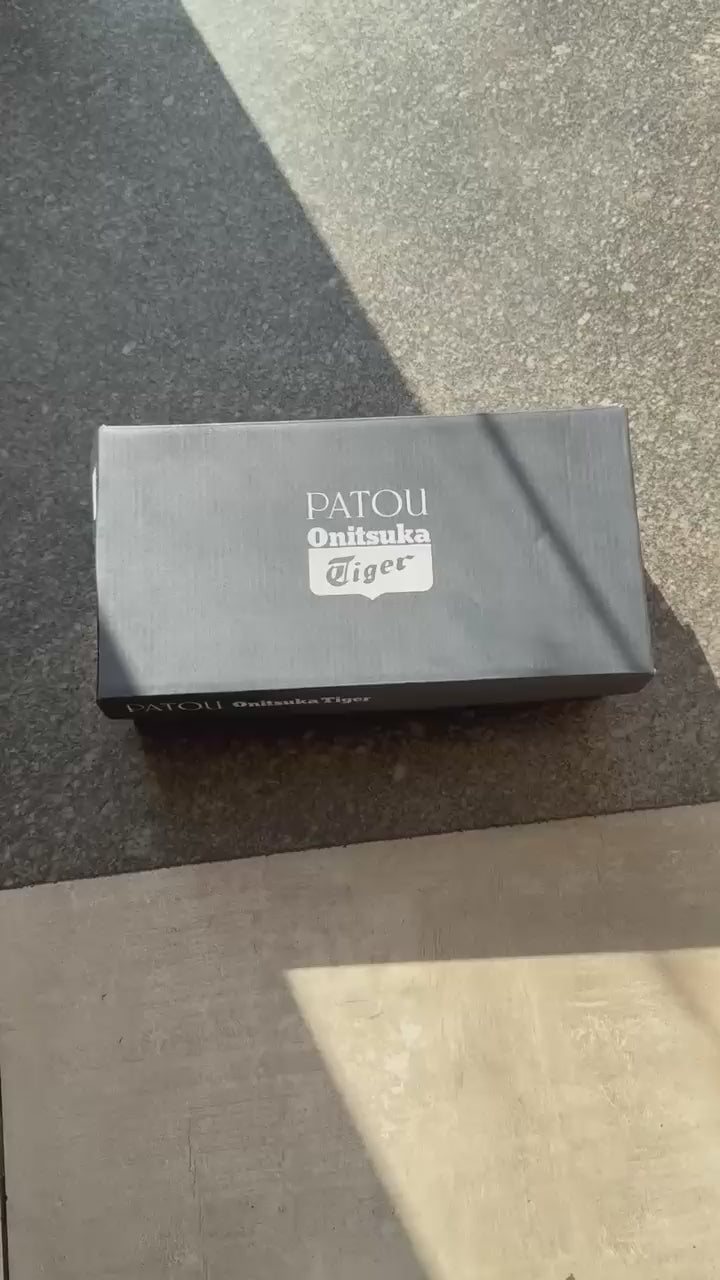 PATOU
Onitsuka
Tiger
PATOU Onitsuka Tiger